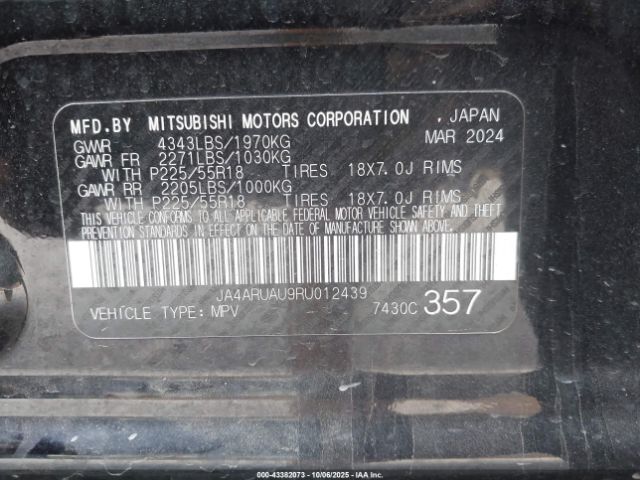 MFD.BY MITSUBISHI MOTORS CORPORATION . JAPAN
GVWR 4343LBS/1970KG MAR 2024
GAWR FR 2271LBS/1030KG
WITH P225/55R18 TIRES 18X7.0J RIMS
GAWR RR 2205LBS/1000KG
WITH P225/55R18 TIRES 18X7.0J RIMS
THIS VEHICLE CONFORMS TO ALL APPLICABLE FEDERAL MOTOR VEHICLE SAFETY AND THEFT
PREVENTION STANDARDS IN EFFECT ON THE DATE OF MANUFACTURE SHOWN ABOVE.
JA4ARUAU9RU012439
VEHICLE TYPE: MPV 7430C 357
000-43382073 - 10/06/2025 - IAA Corp.